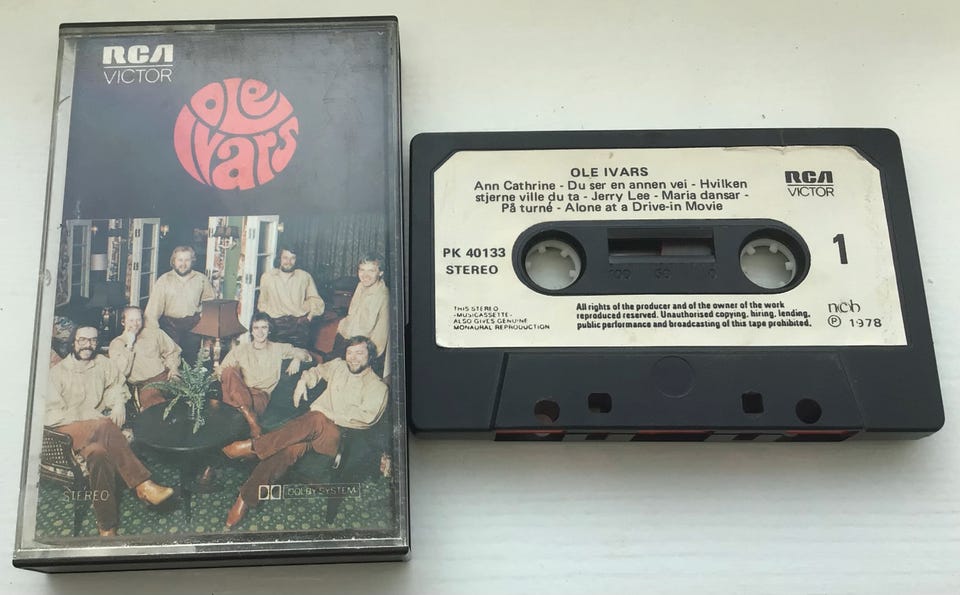 RCA
VICTOR
ole
ivars
STEREO
DOLBY SYSTEM
OLE IVARS
Ann Cathrine - Du ser en annen vei - Hvilken
stjerne ville du ta - Jerry Lee - Maria dansar -
På turné - Alone at a Drive-in Movie
RCA
VICTOR
PK 40133
STEREO
1
100 50 0
THIS STEREO
-MUSICASSETTE-
ALSO GIVES GENUINE
MONAURAL REPRODUCTION
All rights of the producer and of the owner of the work
reproduced reserved. Unauthorised copying, hiring, lending,
public performance and broadcasting of this tape prohibited.
ncb
℗ 1978